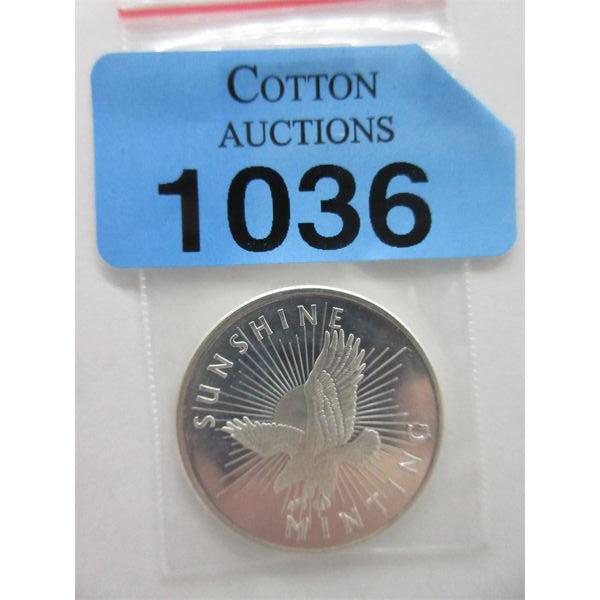 COTTON
AUCTIONS
1036
SUNSHINE
MINTING